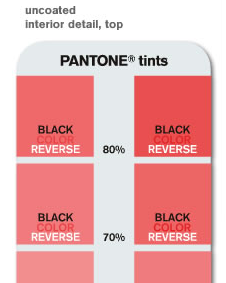 uncoated
interior detail, top
PANTONE® tints
BLACK BLACK
COLOR COLOR
REVERSE 80% REVERSE
BLACK BLACK
COLOR COLOR
REVERSE 70% REVERSE